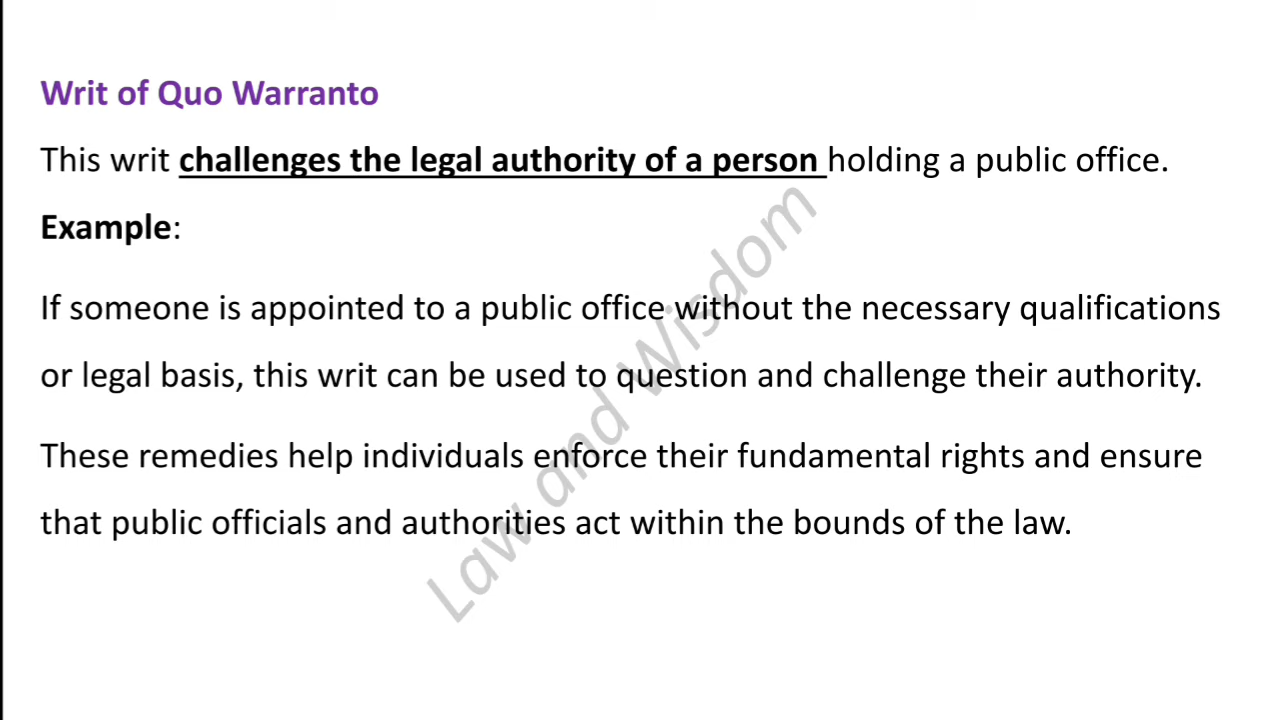 Writ of Quo Warranto
This writ challenges the legal authority of a person holding a public office.
Example:
If someone is appointed to a public office without the necessary qualifications
or legal basis, this writ can be used to question and challenge their authority.
These remedies help individuals enforce their fundamental rights and ensure
that public officials and authorities act within the bounds of the law.
Law and Wisdom